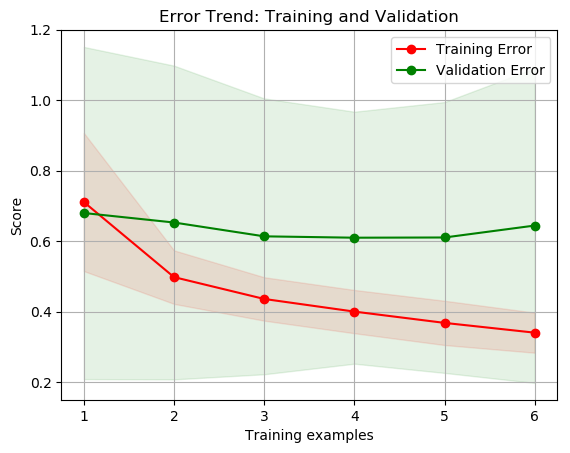 Error Trend: Training and Validation
1.2
1.0
0.8
0.6
0.4
0.2
Score
Training Error
Validation Error
1 2 3 4 5 6
Training examples